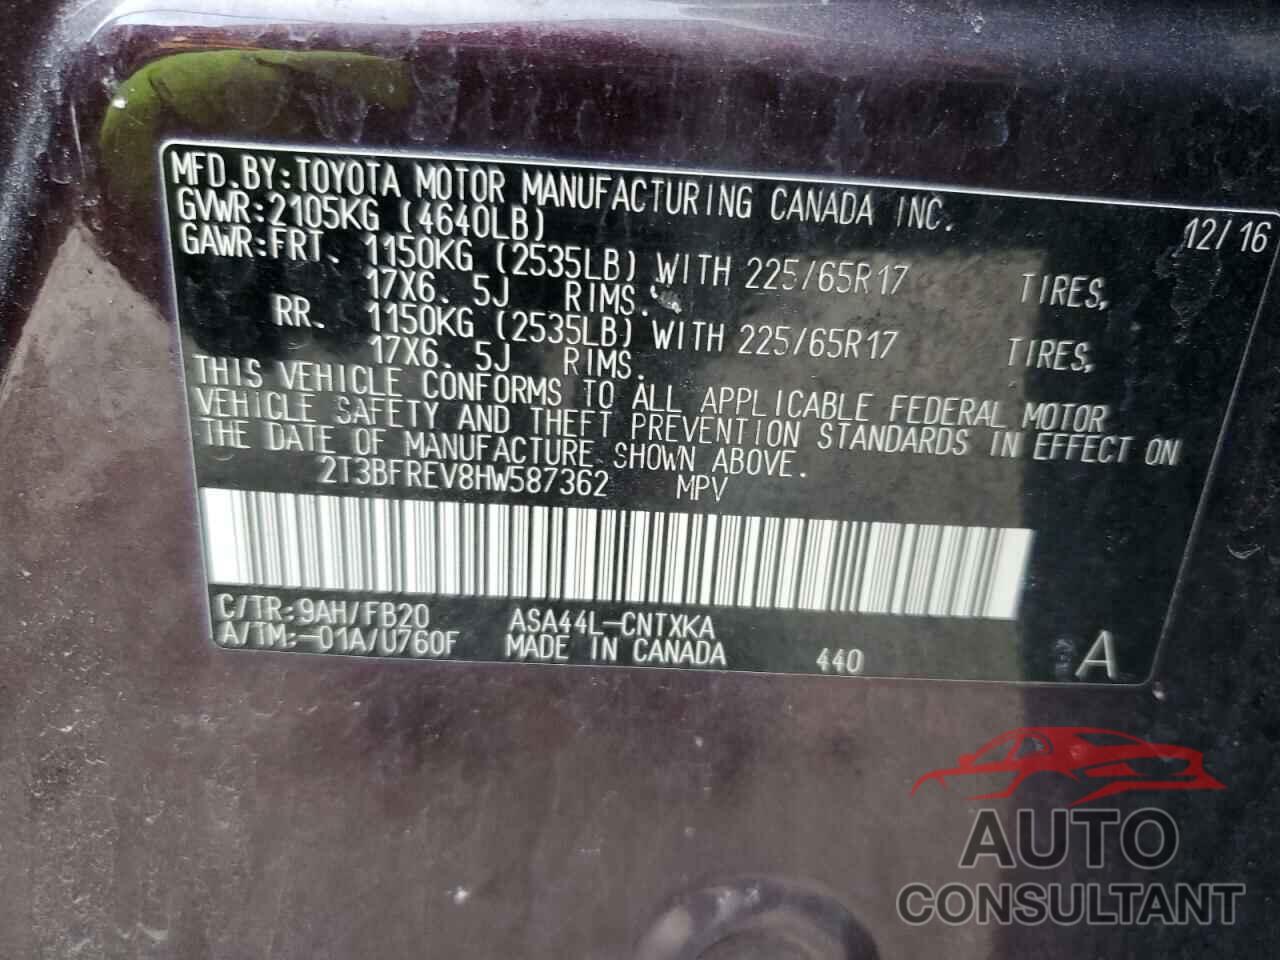 MFD.BY:TOYOTA MOTOR MANUFACTURING CANADA INC. 12/16
GVWR:2105KG (4640LB)
GAWR:FRT. 1150KG (2535LB) WITH 225/65R17 TIRES,
17X6. 5J RIMS.
RR. 1150KG (2535LB) WITH 225/65R17 TIRES,
17X6. 5J RIMS.
THIS VEHICLE CONFORMS TO ALL APPLICABLE FEDERAL MOTOR
VEHICLE SAFETY AND THEFT PREVENTION STANDARDS IN EFFECT ON
THE DATE OF MANUFACTURE SHOWN ABOVE.
2T3BFREV8HW587362 MPV
C/TR:9AH/FB20 ASA44L-CNTXKA
A/TM:-01A/U760F MADE IN CANADA 440 A
AUTO
CONSULTANT